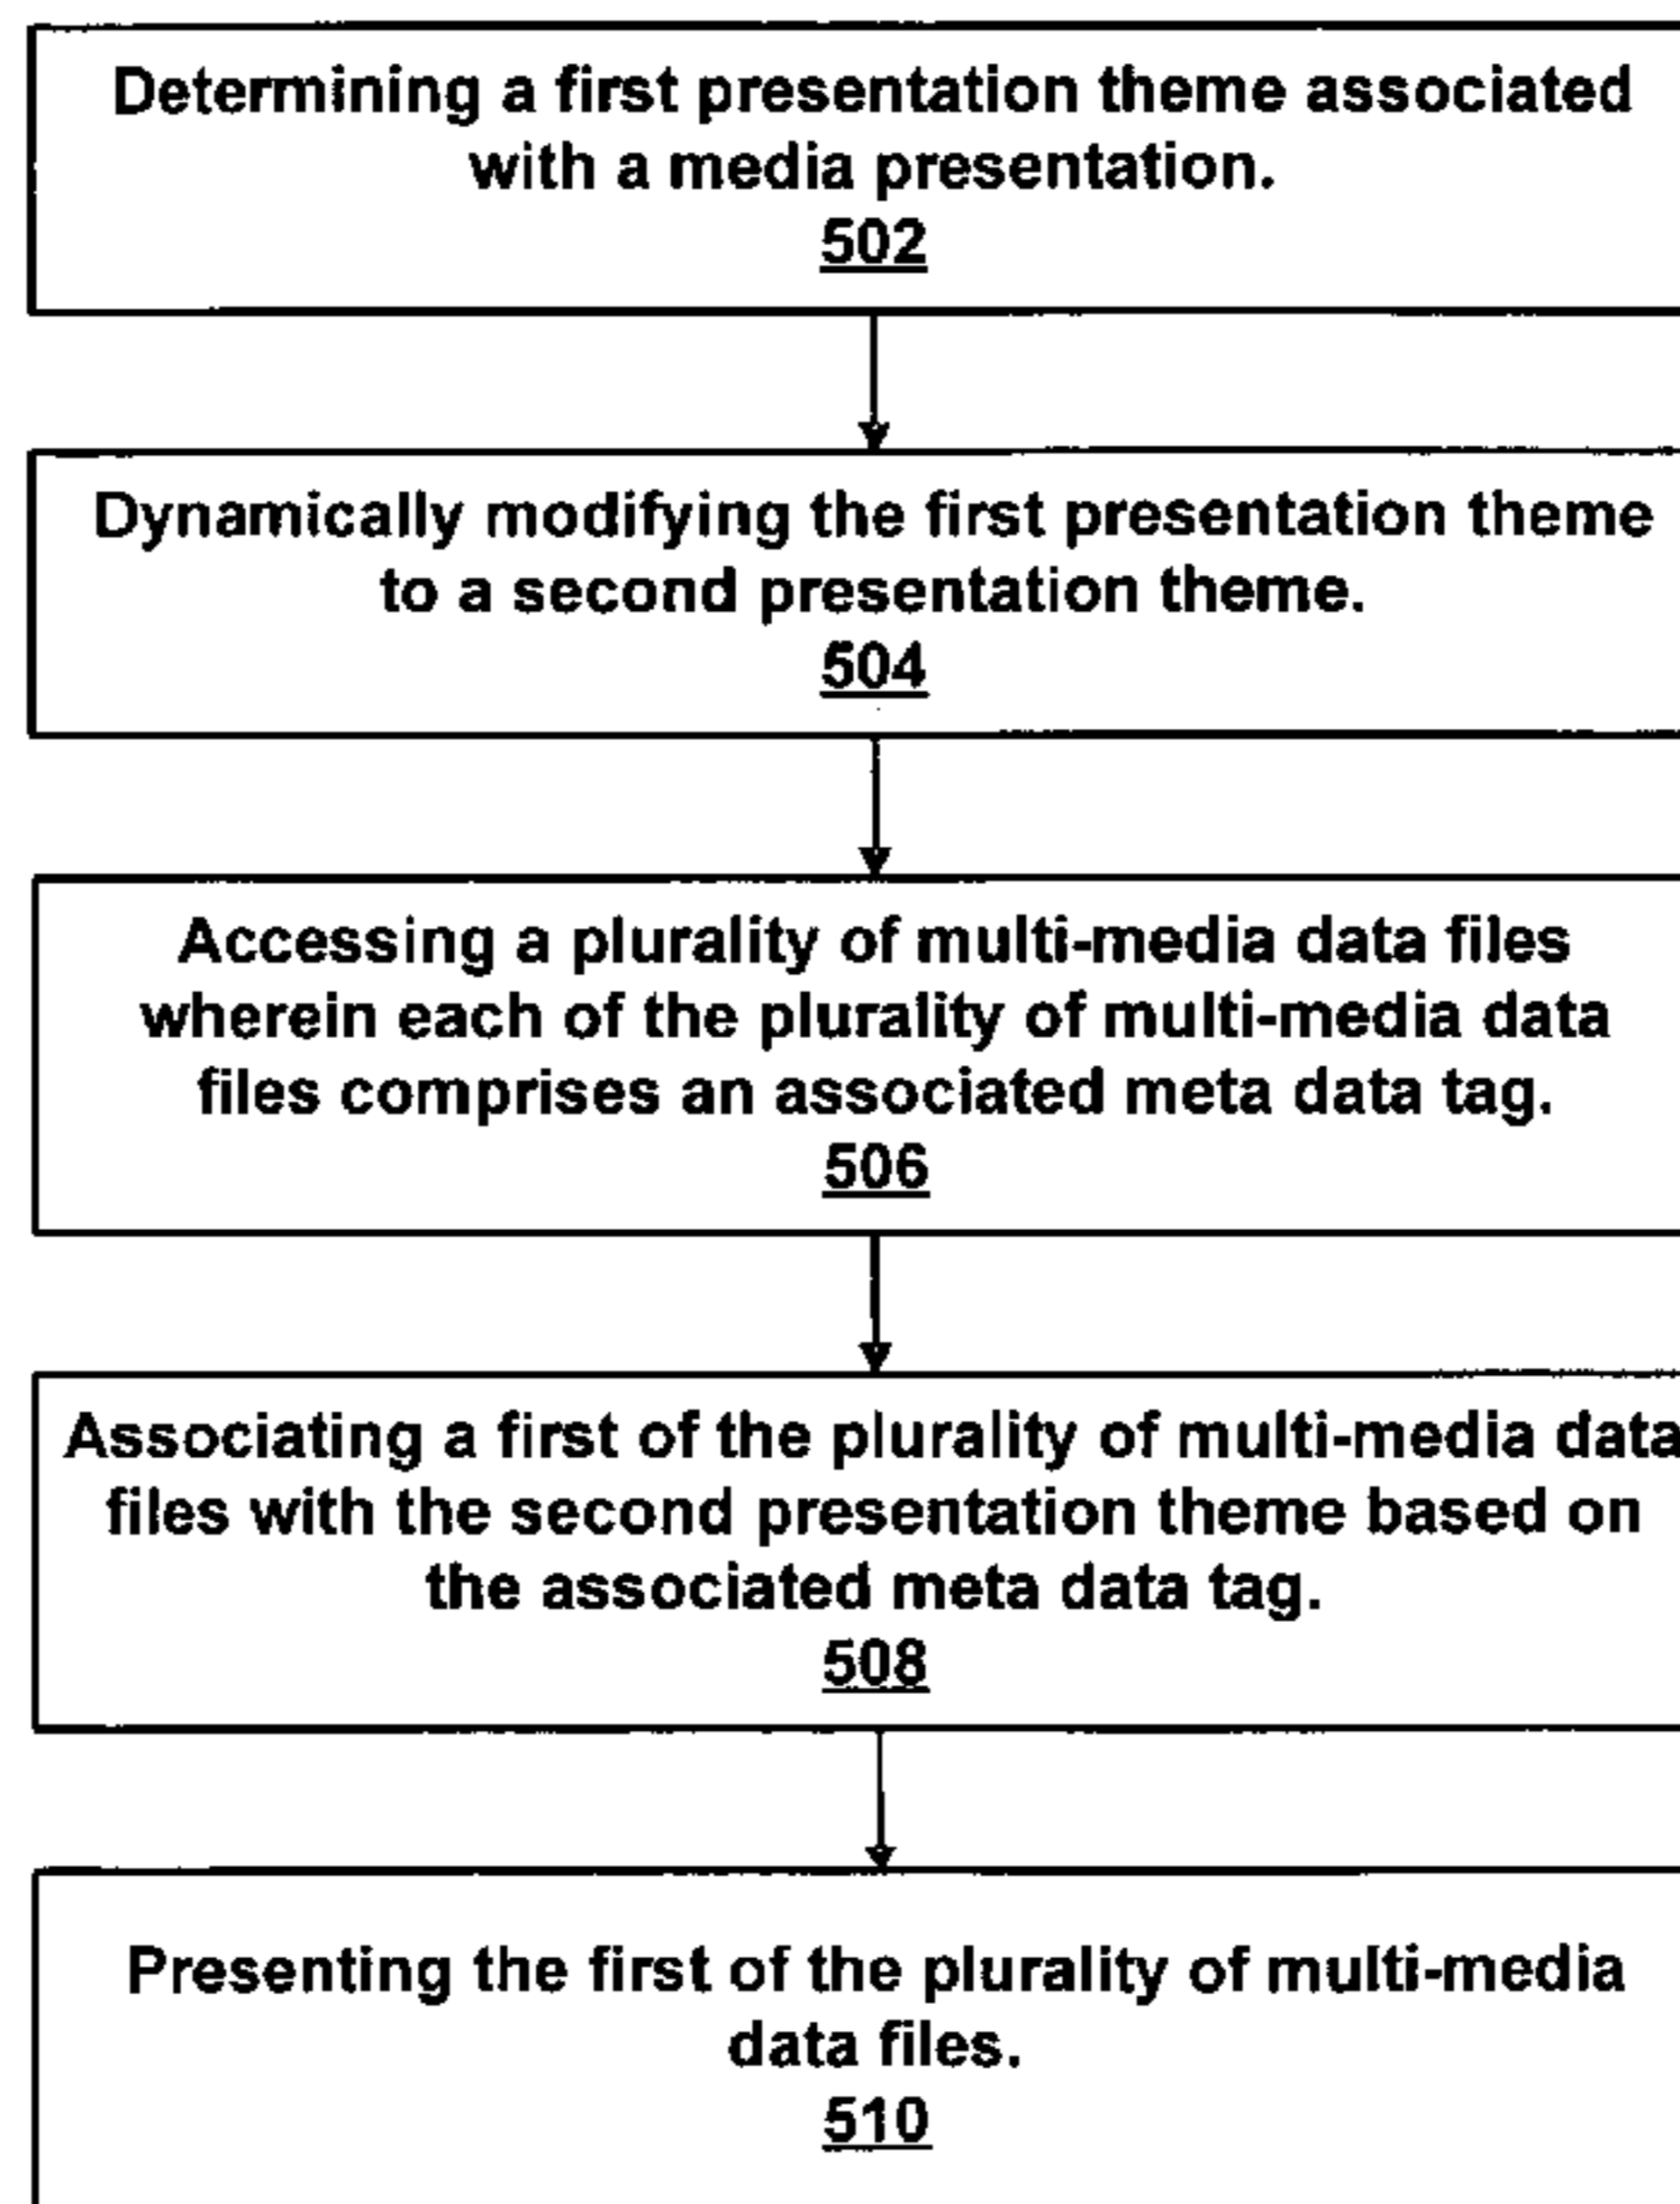 Determining a first presentation theme associated
with a media presentation.
502
Dynamically modifying the first presentation theme
to a second presentation theme.
504
Accessing a plurality of multi-media data files
wherein each of the plurality of multi-media data
files comprises an associated meta data tag.
506
Associating a first of the plurality of multi-media data
files with the second presentation theme based on
the associated meta data tag.
508
Presenting the first of the plurality of multi-media
data files.
510